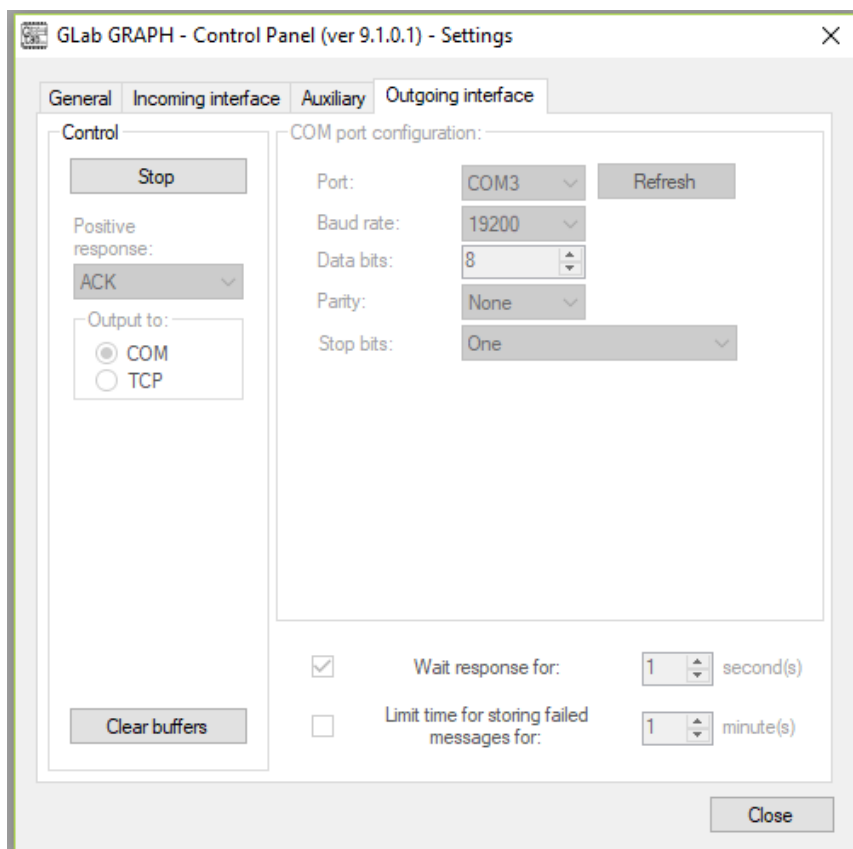 GLab GRAPH - Control Panel (ver 9.1.0.1) - Settings
General Incoming interface Auxiliary Outgoing interface
Control
Stop
Positive
response:
ACK
Output to:
COM
TCP
Clear buffers
COM port configuration:
Port: COM3 Refresh
Baud rate: 19200
Data bits: 8
Parity: None
Stop bits: One
Wait response for: 1 second(s)
Limit time for storing failed
messages for: 1 minute(s)
Close